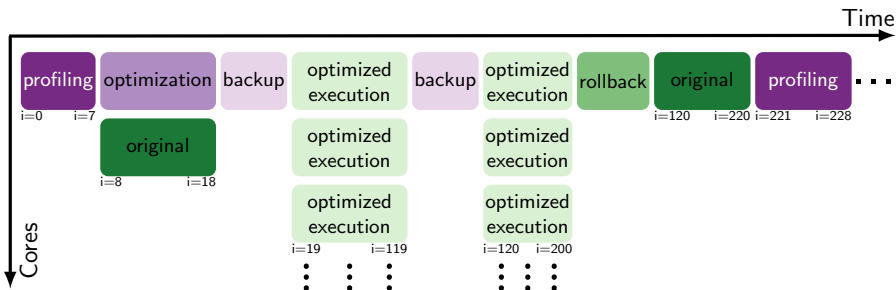 Time
profiling
optimization
backup
optimized
execution
backup
optimized
execution
rollback
original
profiling
i=0
i=7
i=120
i=220
i=221
i=228
original
optimized
execution
optimized
execution
i=8
i=18
optimized
execution
optimized
execution
i=19
i=119
i=120
i=200
Cores